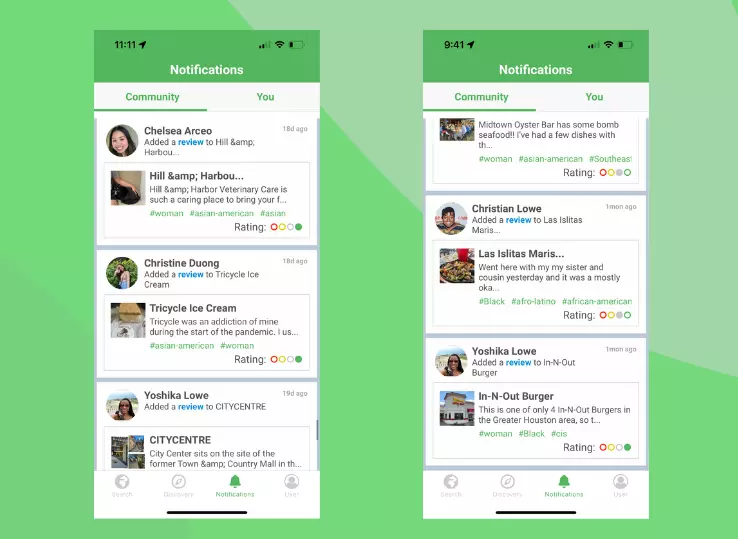 11:11
Notifications
Community You
Chelsea Arceo 18d ago
Added a review to Hill &amp;
Harbou...
Hill &amp; Harbou...
Hill &amp; Harbor Veterinary Care is
such a caring place to bring your f...
#woman #asian-american #asian
Rating:
Christine Duong 18d ago
Added a review to Tricycle Ice
Cream
Tricycle Ice Cream
Tricycle was an addiction of mine
during the start of the pandemic. I us...
#asian-american #woman
Rating:
Yoshika Lowe 19d ago
Added a review to CITYCENTRE
CITYCENTRE
City Center sits on the site of the
former Town &amp; Country Mall in th...
Search Discovery Notifications User
9:41
Notifications
Community You
Midtown Oyster Bar has some bomb
seafood!! I've had a few dishes with
th...
#woman #asian-american #Southeast
Rating:
Christian Lowe 1mon ago
Added a review to Las Islitas
Maris...
Las Islitas Maris...
Went here with my my sister and
cousin yesterday and it was a mostly
oka...
#Black #afro-latino #african-american
Rating:
Yoshika Lowe 1mon ago
Added a review to In-N-Out
Burger
In-N-Out Burger
This is one of only 4 In-N-Out Burgers in
the Greater Houston area, so t...
#woman #Black #cis
Rating:
Search Discovery Notifications User